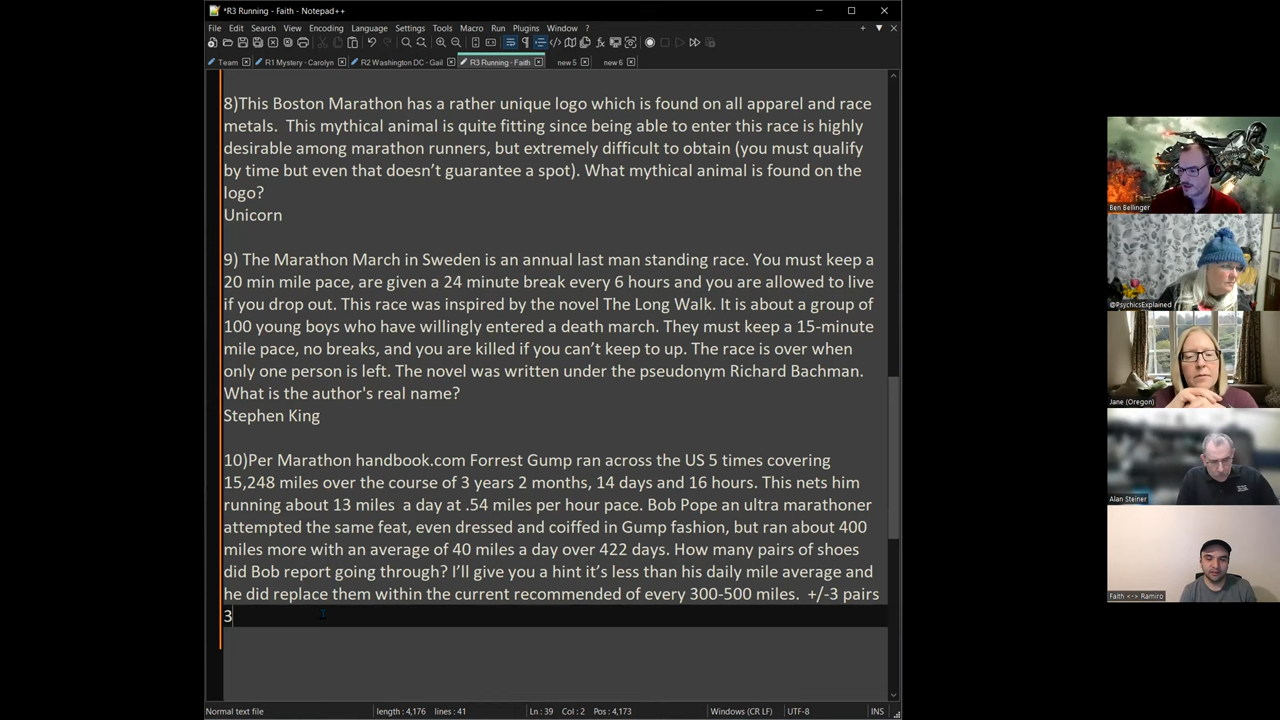 *R3 Running - Faith - Notepad++
File Edit Search View Encoding Language Settings Tools Macro Run Plugins Window ?
Team R1 Mystery - Carolyn R2 Washington DC - Gail R3 Running - Faith new 5 new 6
8)This Boston Marathon has a rather unique logo which is found on all apparel and race
metals.  This mythical animal is quite fitting since being able to enter this race is highly
desirable among marathon runners, but extremely difficult to obtain (you must qualify
by time but even that doesn't guarantee a spot). What mythical animal is found on the
logo?
Unicorn
9) The Marathon March in Sweden is an annual last man standing race. You must keep a
20 min mile pace, are given a 24 minute break every 6 hours and you are allowed to live
if you drop out. This race was inspired by the novel The Long Walk. It is about a group of
100 young boys who have willingly entered a death march. They must keep a 15-minute
mile pace, no breaks, and you are killed if you can't keep to up. The race is over when
only one person is left. The novel was written under the pseudonym Richard Bachman.
What is the author's real name?
Stephen King
10)Per Marathon handbook.com Forrest Gump ran across the US 5 times covering
15,248 miles over the course of 3 years 2 months, 14 days and 16 hours. This nets him
running about 13 miles  a day at .54 miles per hour pace. Bob Pope an ultra marathoner
attempted the same feat, even dressed and coiffed in Gump fashion, but ran about 400
miles more with an average of 40 miles a day over 422 days. How many pairs of shoes
did Bob report going through? I'll give you a hint it's less than his daily mile average and
he did replace them within the current recommended of every 300-500 miles.  +/-3 pairs
3
Normal text file length : 4,176 lines : 41 Ln : 39 Col : 2 Pos : 4,173 Windows (CR LF) UTF-8 INS
Ben Bellinger
@PsychicsExplained
Jane (Oregon)
Alan Steiner
Faith <-> Ramiro